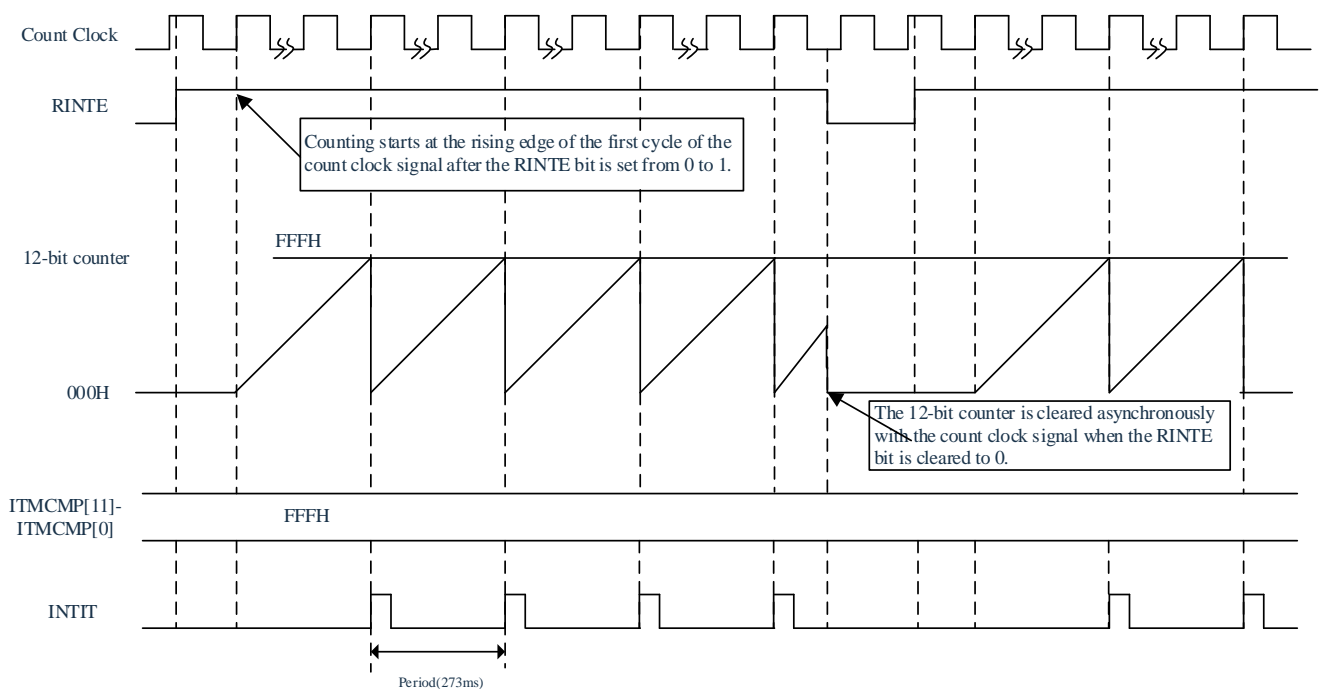 Count Clock
RINTE
Counting starts at the rising edge of the first cycle of the
count clock signal after the RINTE bit is set from 0 to 1.
FFFH
12-bit counter
000H
The 12-bit counter is cleared asynchronously
with the count clock signal when the RINTE
bit is cleared to 0.
ITMCMP[11]-
ITMCMP[0]
FFFH
INTIT
Period(273ms)